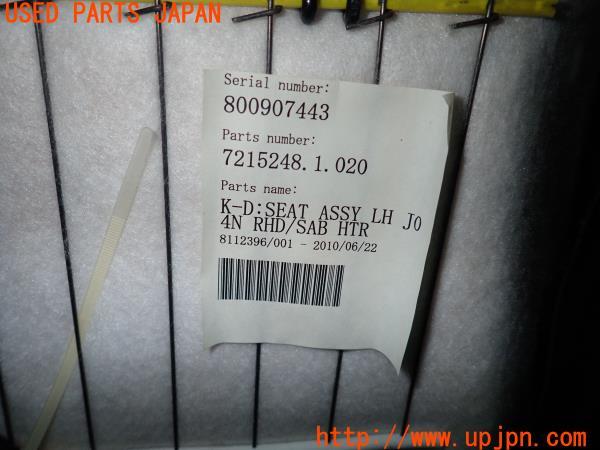 USED PARTS JAPAN
Serial number:
800907443
Parts number:
7215248.1.020
Parts name:
K-D:SEAT ASSY LH J0
4N RHD/SAB HTR
8112396/001 - 2010/06/22
UPJ http://www.upjpn.com/